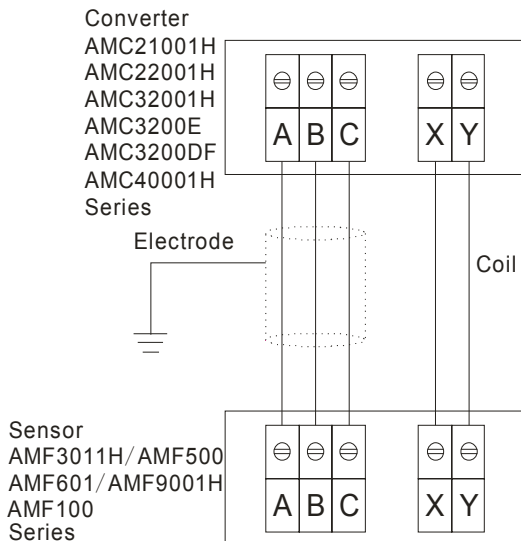 Converter
AMC21001H
AMC22001H
AMC32001H
AMC3200E
AMC3200DF
AMC40001H
Series
A B C X Y
Electrode
Coil
Sensor
AMF3011H/AMF500
AMF601/AMF9001H
AMF100
Series
A B C X Y